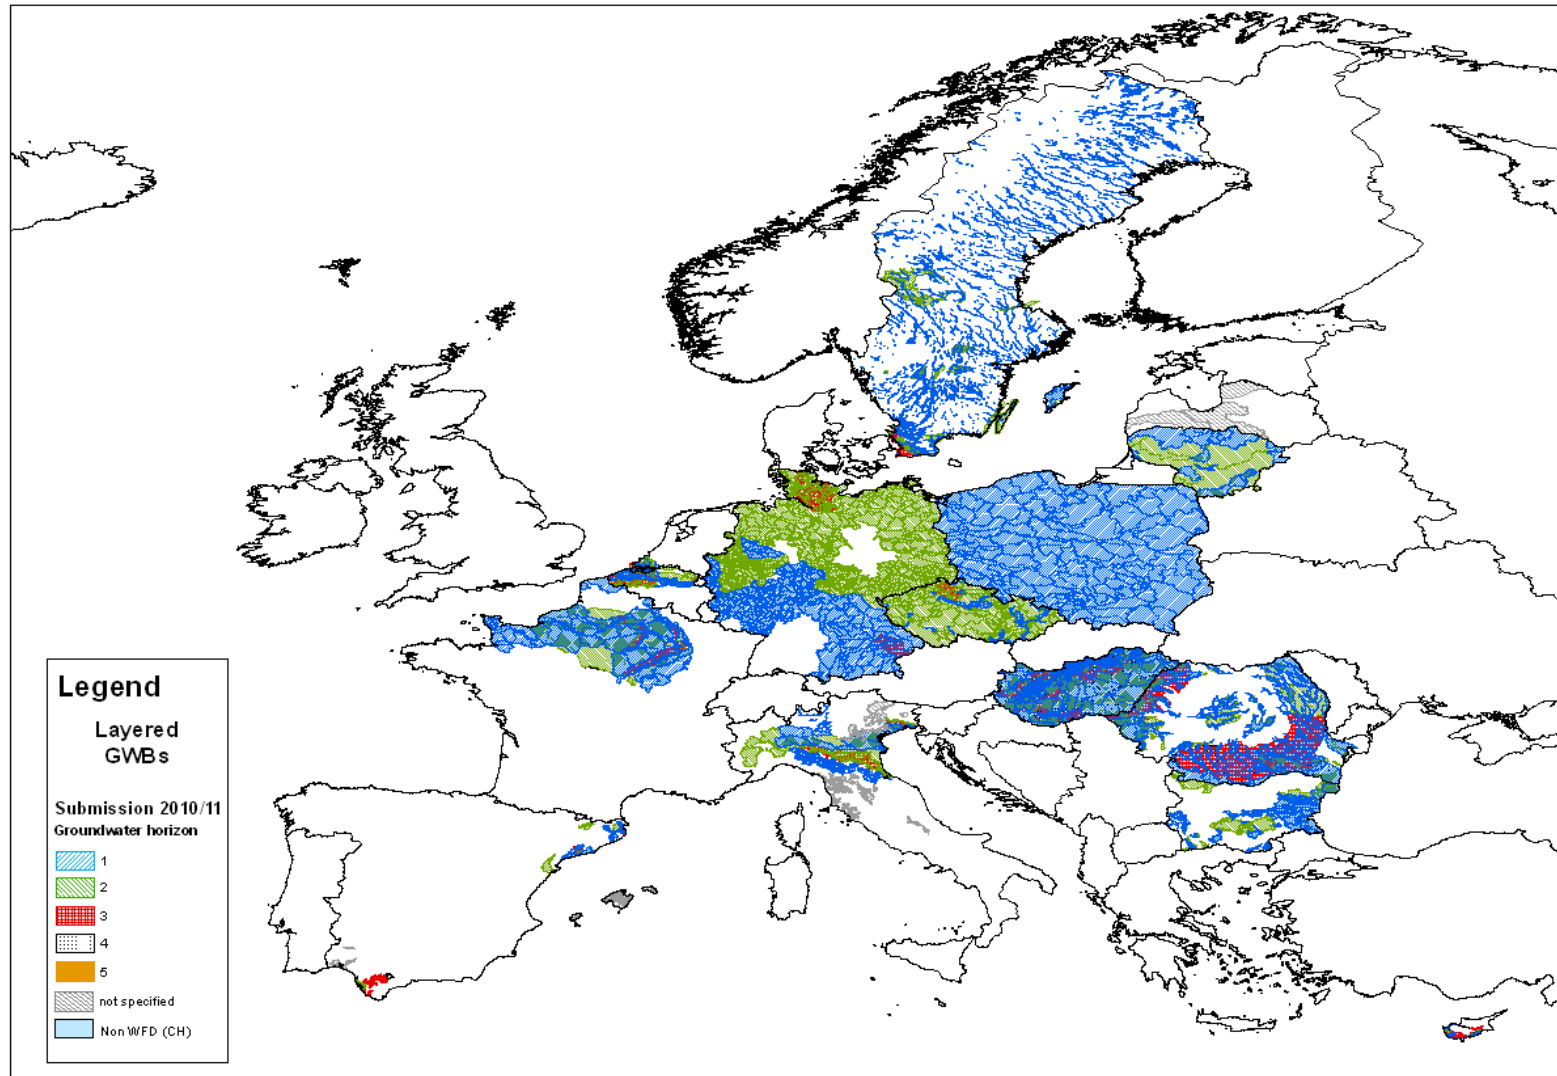 Legend
Layered
GWBs
Submission 2010/11
Groundwater horizon
1
2
3
4
5
not specified
Non WFD (CH)